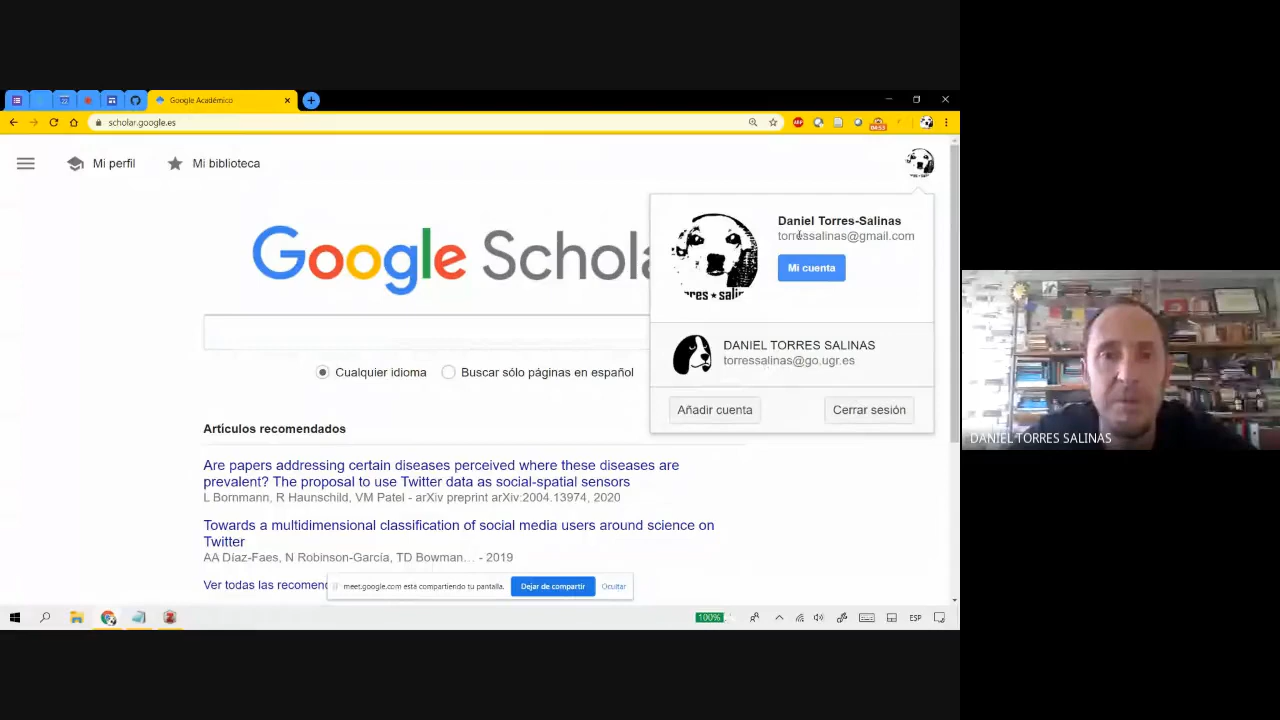 Google Académico
scholar.google.es
Mi perfil
Mi biblioteca
Google Schola
Daniel Torres-Salinas
torressalinas@gmail.com
Mi cuenta
DANIEL TORRES SALINAS
torressalinas@go.ugr.es
Añadir cuenta
Cerrar sesión
Cualquier idioma
Buscar sólo páginas en español
Artículos recomendados
Are papers addressing certain diseases perceived where these diseases are
prevalent? The proposal to use Twitter data as social-spatial sensors
L Bornmann, R Haunschild, VM Patel - arXiv preprint arXiv:2004.13974, 2020
Towards a multidimensional classification of social media users around science on
Twitter
AA Díaz-Faes, N Robinson-García, TD Bowman… - 2019
Ver todas las recomen
meet.google.com está compartiendo tu pantalla.
Dejar de compartir
Ocultar
100%
ESP
DANIEL TORRES SALINAS